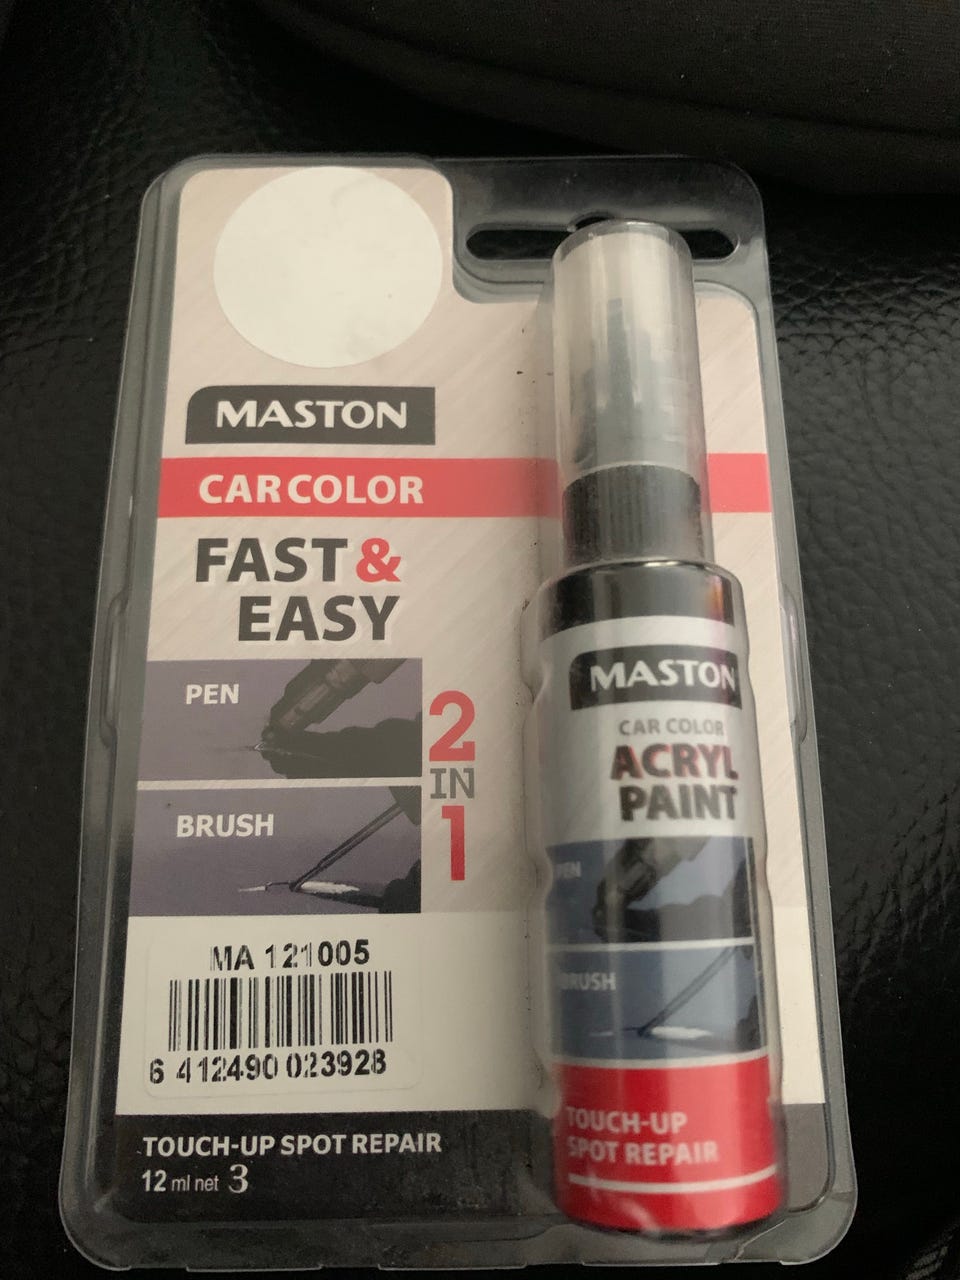 MASTON
CAR COLOR
FAST &
EASY
PEN
BRUSH
2
IN
1
MA 121005
6 412490 023928
TOUCH-UP SPOT REPAIR
12 ml net 3
MASTON
CAR COLOR
ACRYL
PAINT
PEN
BRUSH
TOUCH-UP
SPOT REPAIR